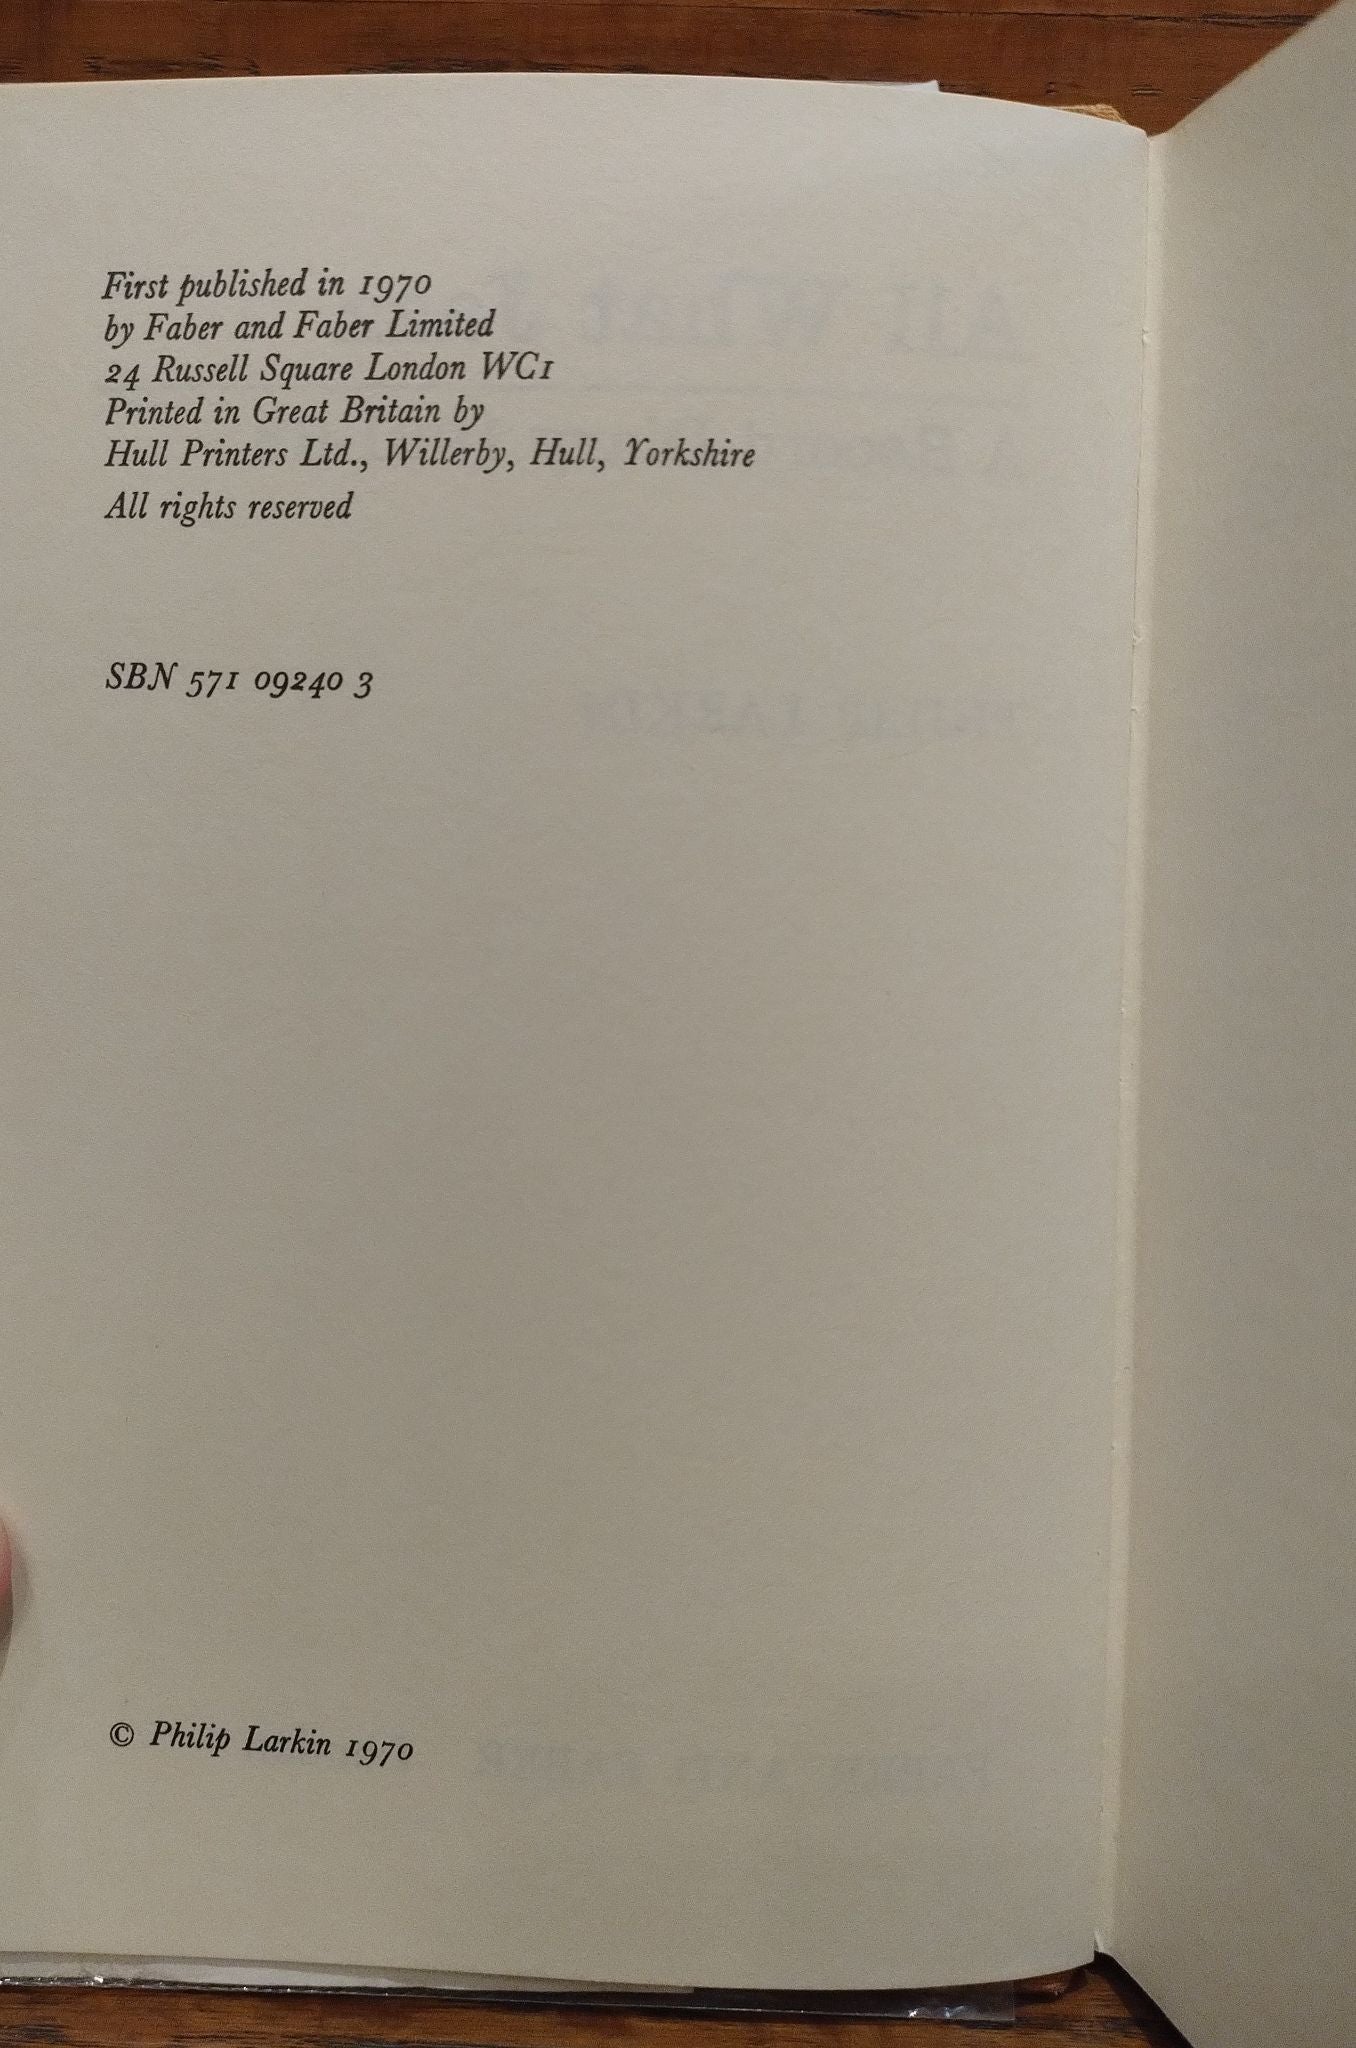 First published in 1970
by Faber and Faber Limited
24 Russell Square London WC1
Printed in Great Britain by
Hull Printers Ltd., Willerby, Hull, Yorkshire
All rights reserved
SBN 571 09240 3
© Philip Larkin 1970